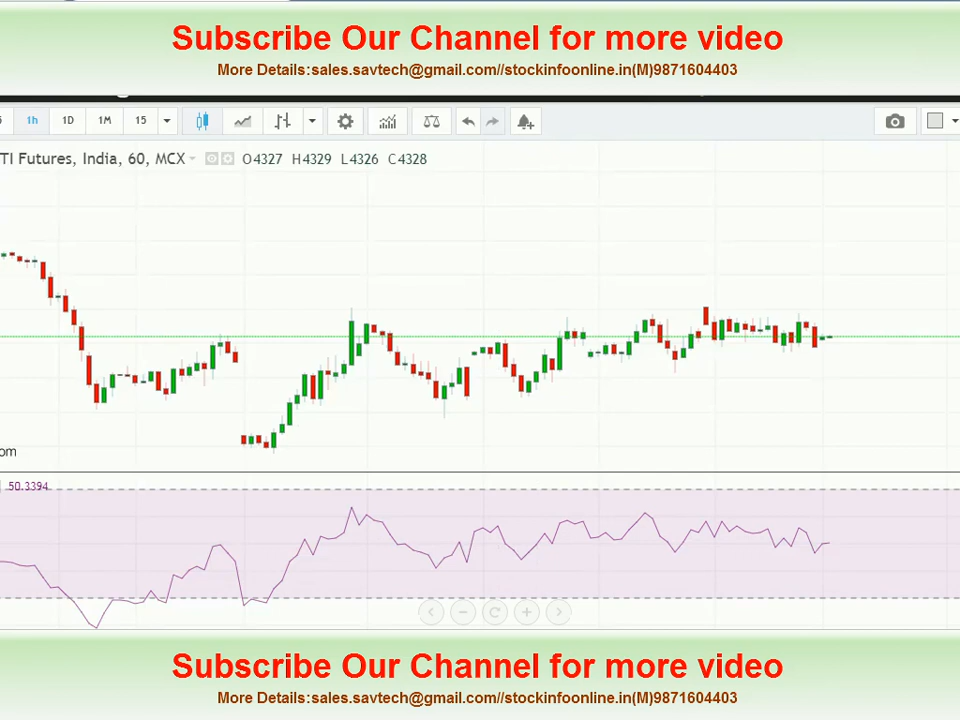 Subscribe Our Channel for more video
More Details:sales.savtech@gmail.com//stockinfoonline.in(M)9871604403
1h 1D 1M 15
TI Futures, India, 60, MCX O4327 H4329 L4326 C4328
om
50.3394
Subscribe Our Channel for more video
More Details:sales.savtech@gmail.com//stockinfoonline.in(M)9871604403